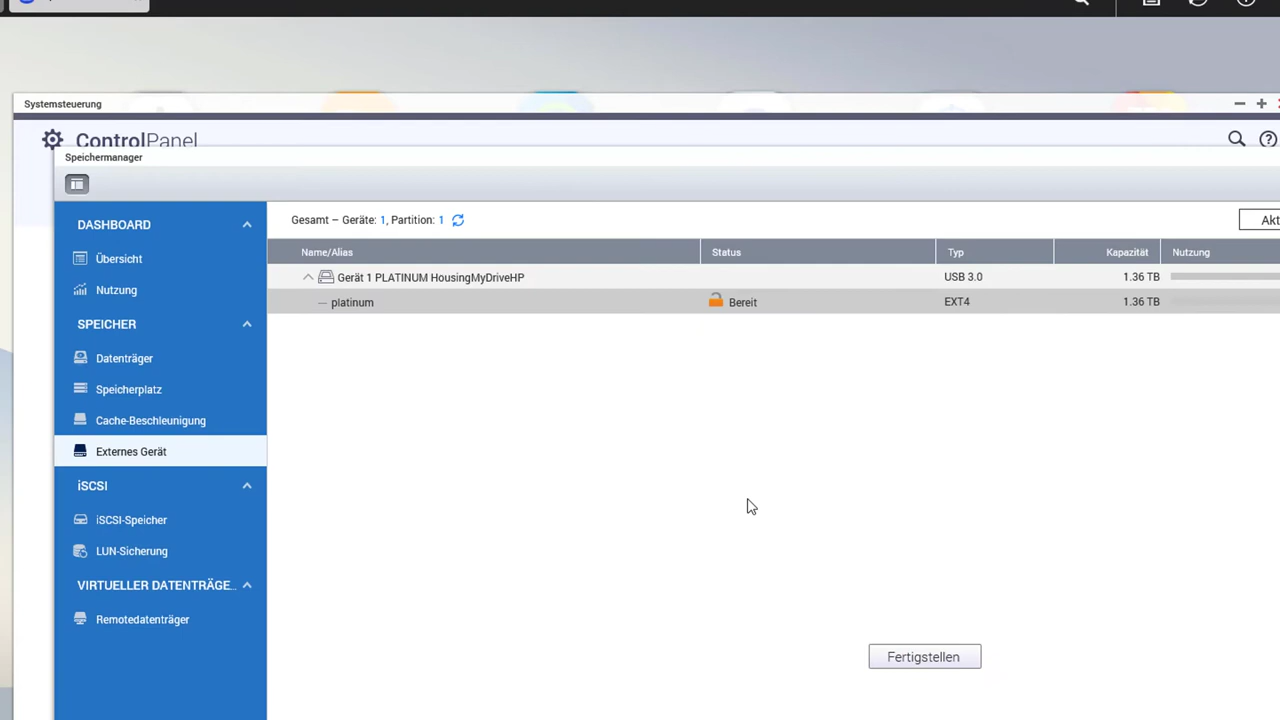 Systemsteuerung
ControlPanel
Speichermanager
DASHBOARD
Übersicht
Nutzung
SPEICHER
Datenträger
Speicherplatz
Cache-Beschleunigung
Externes Gerät
iSCSI
iSCSI-Speicher
LUN-Sicherung
VIRTUELLER DATENTRÄGE...
Remotedatenträger
Gesamt – Geräte: 1, Partition: 1
Akt
Name/Alias Status Typ Kapazität Nutzung
Gerät 1 PLATINUM HousingMyDriveHP USB 3.0 1.36 TB
platinum Bereit EXT4 1.36 TB
Fertigstellen